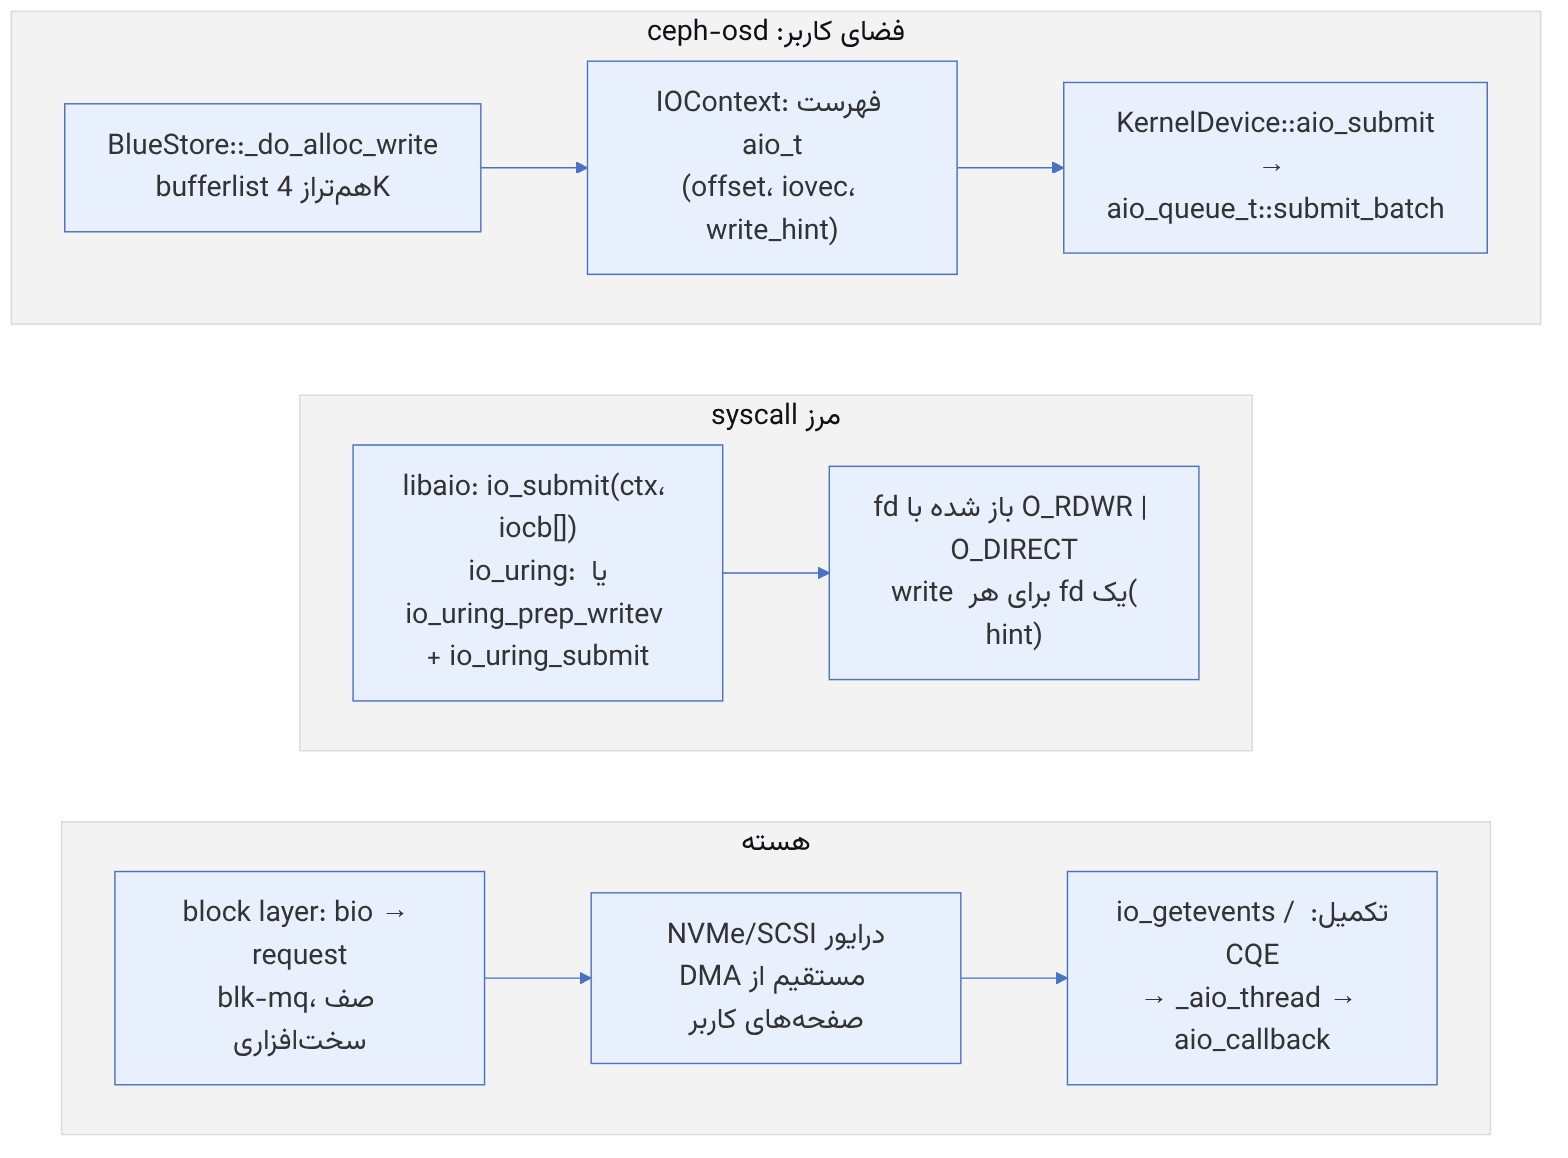 فضای کاربر: ceph-osd
BlueStore::_do_alloc_write
bufferlist هم‌تراز 4K
IOContext: فهرست
aio_t
(offset، iovec،
write_hint)
KernelDevice::aio_submit
→
aio_queue_t::submit_batch
مرز syscall
libaio: io_submit(ctx،
iocb[])
یا io_uring:
io_uring_prep_writev
+ io_uring_submit
fd باز شده با O_RDWR |
O_DIRECT
(یک fd برای هر write
hint)
هسته
block layer: bio →
request
blk-mq، صف
سخت‌افزاری
درایور NVMe/SCSI
DMA مستقیم از
صفحه‌های کاربر
تکمیل: io_getevents /
CQE
→ _aio_thread →
aio_callback